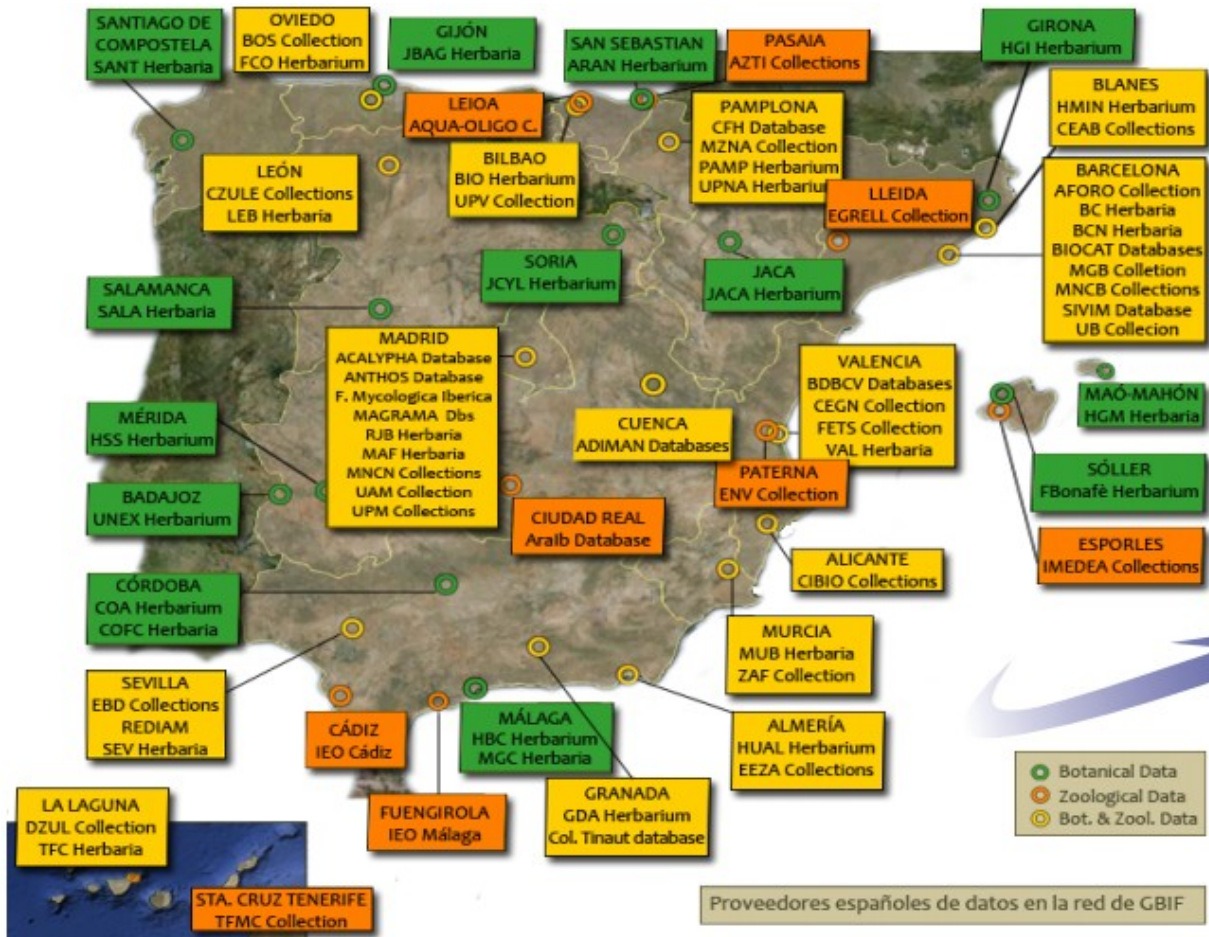 SANTIAGO DE
COMPOSTELA
SANT Herbaria
OVIEDO
BOS Collection
FCO Herbarium
GIJÓN
JBAG Herbaria
SAN SEBASTIAN
ARAN Herbarium
PASAIA
AZTI Collections
GIRONA
HGI Herbarium
LEIOA
AQUA-OLIGO C.
BLANES
HMIN Herbarium
CEAB Collections
PAMPLONA
CFH Database
MZNA Collection
PAMP Herbarium
UPNA Herbarium
LEÓN
CZULE Collections
LEB Herbaria
BILBAO
BIO Herbarium
UPV Collection
LLEIDA
EGRELL Collection
BARCELONA
AFORO Collection
BC Herbaria
BCN Herbaria
BIOCAT Databases
MGB Colletion
MNCB Collections
SIVIM Database
UB Collecion
SORIA
JCYL Herbarium
JACA
JACA Herbarium
SALAMANCA
SALA Herbaria
MADRID
ACALYPHA Database
ANTHOS Database
F. Mycologica Iberica
MAGRAMA Dbs
RJB Herbaria
MAF Herbaria
MNCN Collections
UAM Collection
UPM Collections
VALENCIA
BDBCV Databases
CEGN Collection
FETS Collection
VAL Herbaria
MAÓ-MAHÓN
HGM Herbaria
MÉRIDA
HSS Herbarium
CUENCA
ADIMAN Databases
PATERNA
ENV Collection
SÓLLER
FBonafè Herbarium
BADAJOZ
UNEX Herbarium
CIUDAD REAL
Araib Database
ESPORLES
IMEDEA Collections
ALICANTE
CIBIO Collections
CÓRDOBA
COA Herbarium
COFC Herbaria
MURCIA
MUB Herbaria
ZAF Collection
SEVILLA
EBD Collections
REDIAM
SEV Herbaria
CÁDIZ
IEO Cádiz
MÁLAGA
HBC Herbarium
MGC Herbaria
ALMERÍA
HUAL Herbarium
EEZA Collections
FUENGIROLA
IEO Málaga
GRANADA
GDA Herbarium
Col. Tinaut database
Botanical Data
Zoological Data
Bot. & Zool. Data
LA LAGUNA
DZUL Collection
TFC Herbaria
STA. CRUZ TENERIFE
TFMC Collection
Proveedores españoles de datos en la red de GBIF